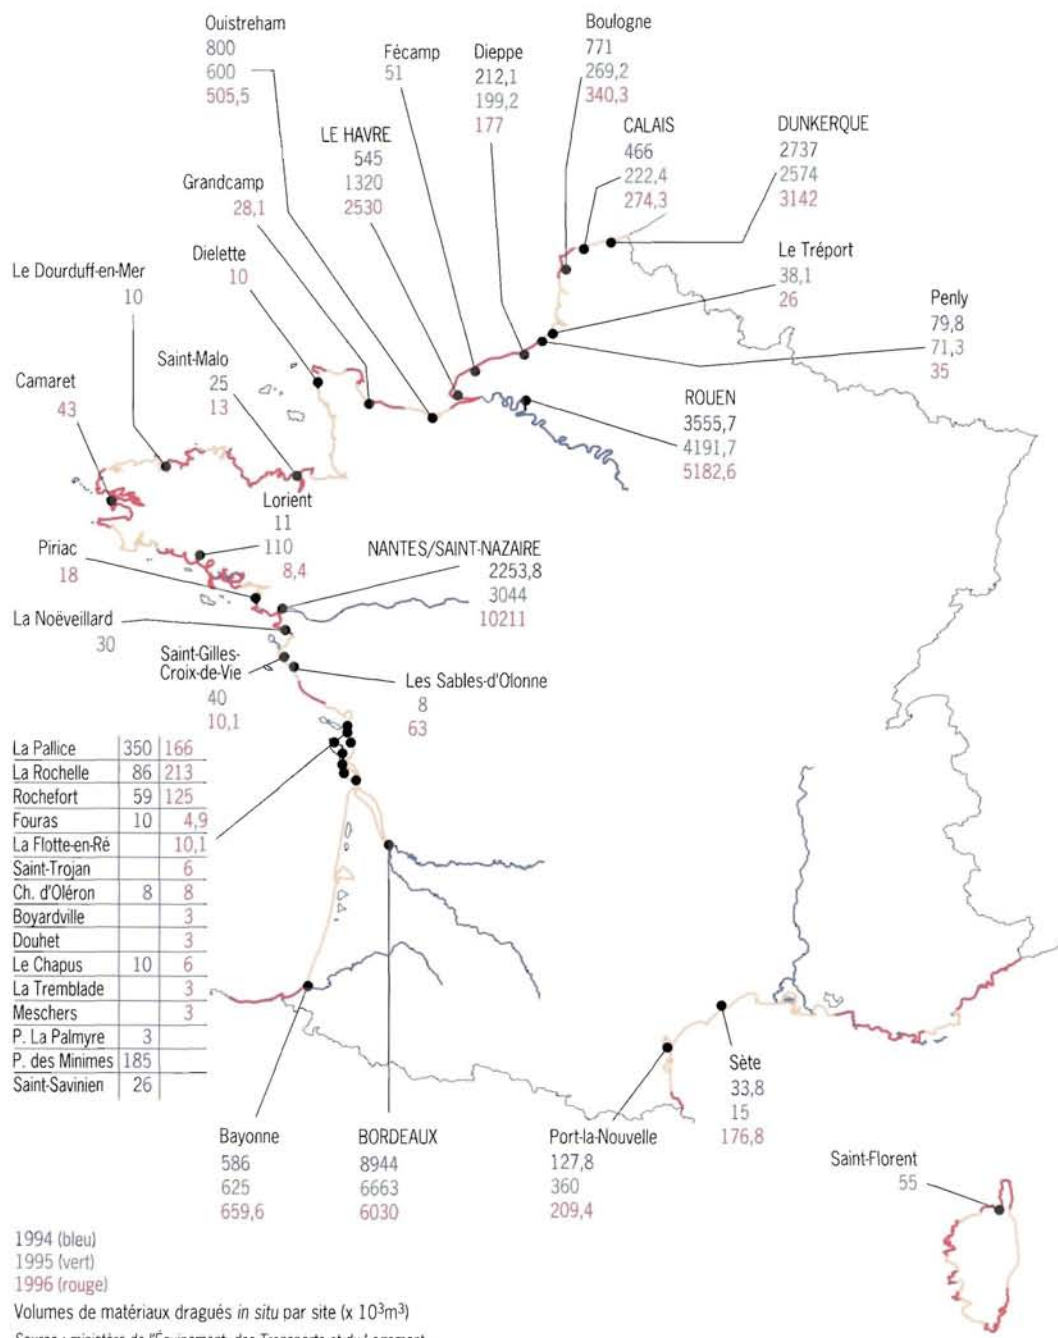 Ouistreham
800
600
505,5
Fécamp
51
Dieppe
212,1
199,2
177
Boulogne
771
269,2
340,3
LE HAVRE
545
1320
2530
CALAIS
466
222,4
274,3
DUNKERQUE
2737
2574
3142
Grandcamp
28,1
Dielette
10
Le Tréport
38,1
26
Le Dourduff-en-Mer
10
Penly
79,8
71,3
35
Saint-Malo
25
13
Camaret
43
ROUEN
3555,7
4191,7
5182,6
Lorient
11
110
8,4
Piriac
18
NANTES/SAINT-NAZAIRE
2253,8
3044
10211
La Noëveillard
30
Saint-Gilles-
Croix-de-Vie
40
10,1
Les Sables-d'Olonne
8
63
La Pallice 350 166
La Rochelle 86 213
Rochefort 59 125
Fouras 10 4,9
La Flotte-en-Ré 10,1
Saint-Trojan 6
Ch. d'Oléron 8 8
Boyardville 3
Douhet 3
Le Chapus 10 6
La Tremblade 3
Meschers 3
P. La Palmyre 3
P. des Minimes 185
Saint-Savinien 26
Sète
33,8
15
176,8
Bayonne
586
625
659,6
BORDEAUX
8944
6663
6030
Port-la-Nouvelle
127,8
360
209,4
Saint-Florent
55
1994 (bleu)
1995 (vert)
1996 (rouge)
Volumes de matériaux dragués in situ par site (x 10³m³)
Source : ministère de l'Équipement, des Transports et du Logement